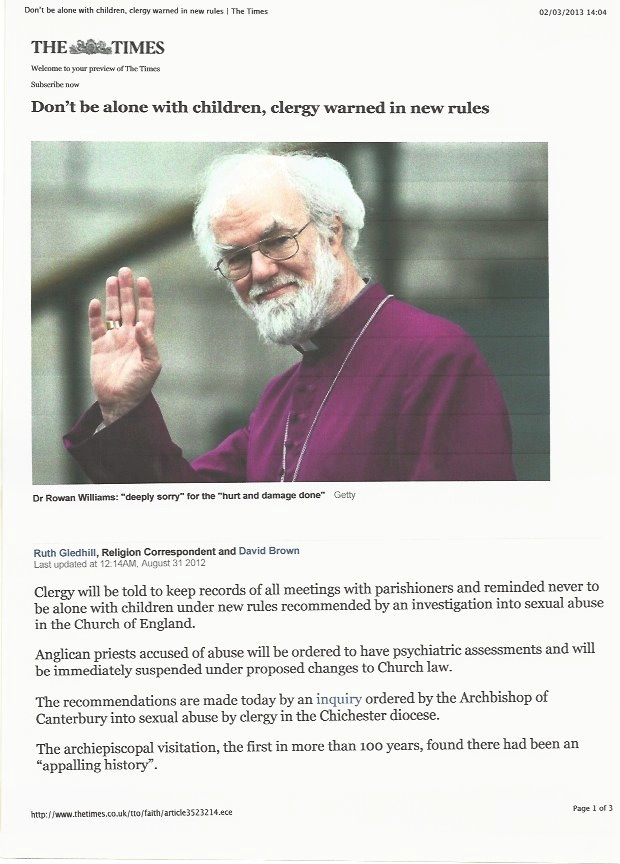 Don't be alone with children, clergy warned in new rules | The Times
02/03/2013 14:04
THE TIMES
Welcome to your preview of The Times
Subscribe now
Don't be alone with children, clergy warned in new rules
Dr Rowan Williams: "deeply sorry" for the "hurt and damage done" Getty
Ruth Gledhill, Religion Correspondent and David Brown
Last updated at 12:14AM, August 31 2012
Clergy will be told to keep records of all meetings with parishioners and reminded never to
be alone with children under new rules recommended by an investigation into sexual abuse
in the Church of England.
Anglican priests accused of abuse will be ordered to have psychiatric assessments and will
be immediately suspended under proposed changes to Church law.
The recommendations are made today by an inquiry ordered by the Archbishop of
Canterbury into sexual abuse by clergy in the Chichester diocese.
The archiepiscopal visitation, the first in more than 100 years, found there had been an
“appalling history”.
http://www.thetimes.co.uk/tto/faith/article3523214.ece
Page 1 of 3